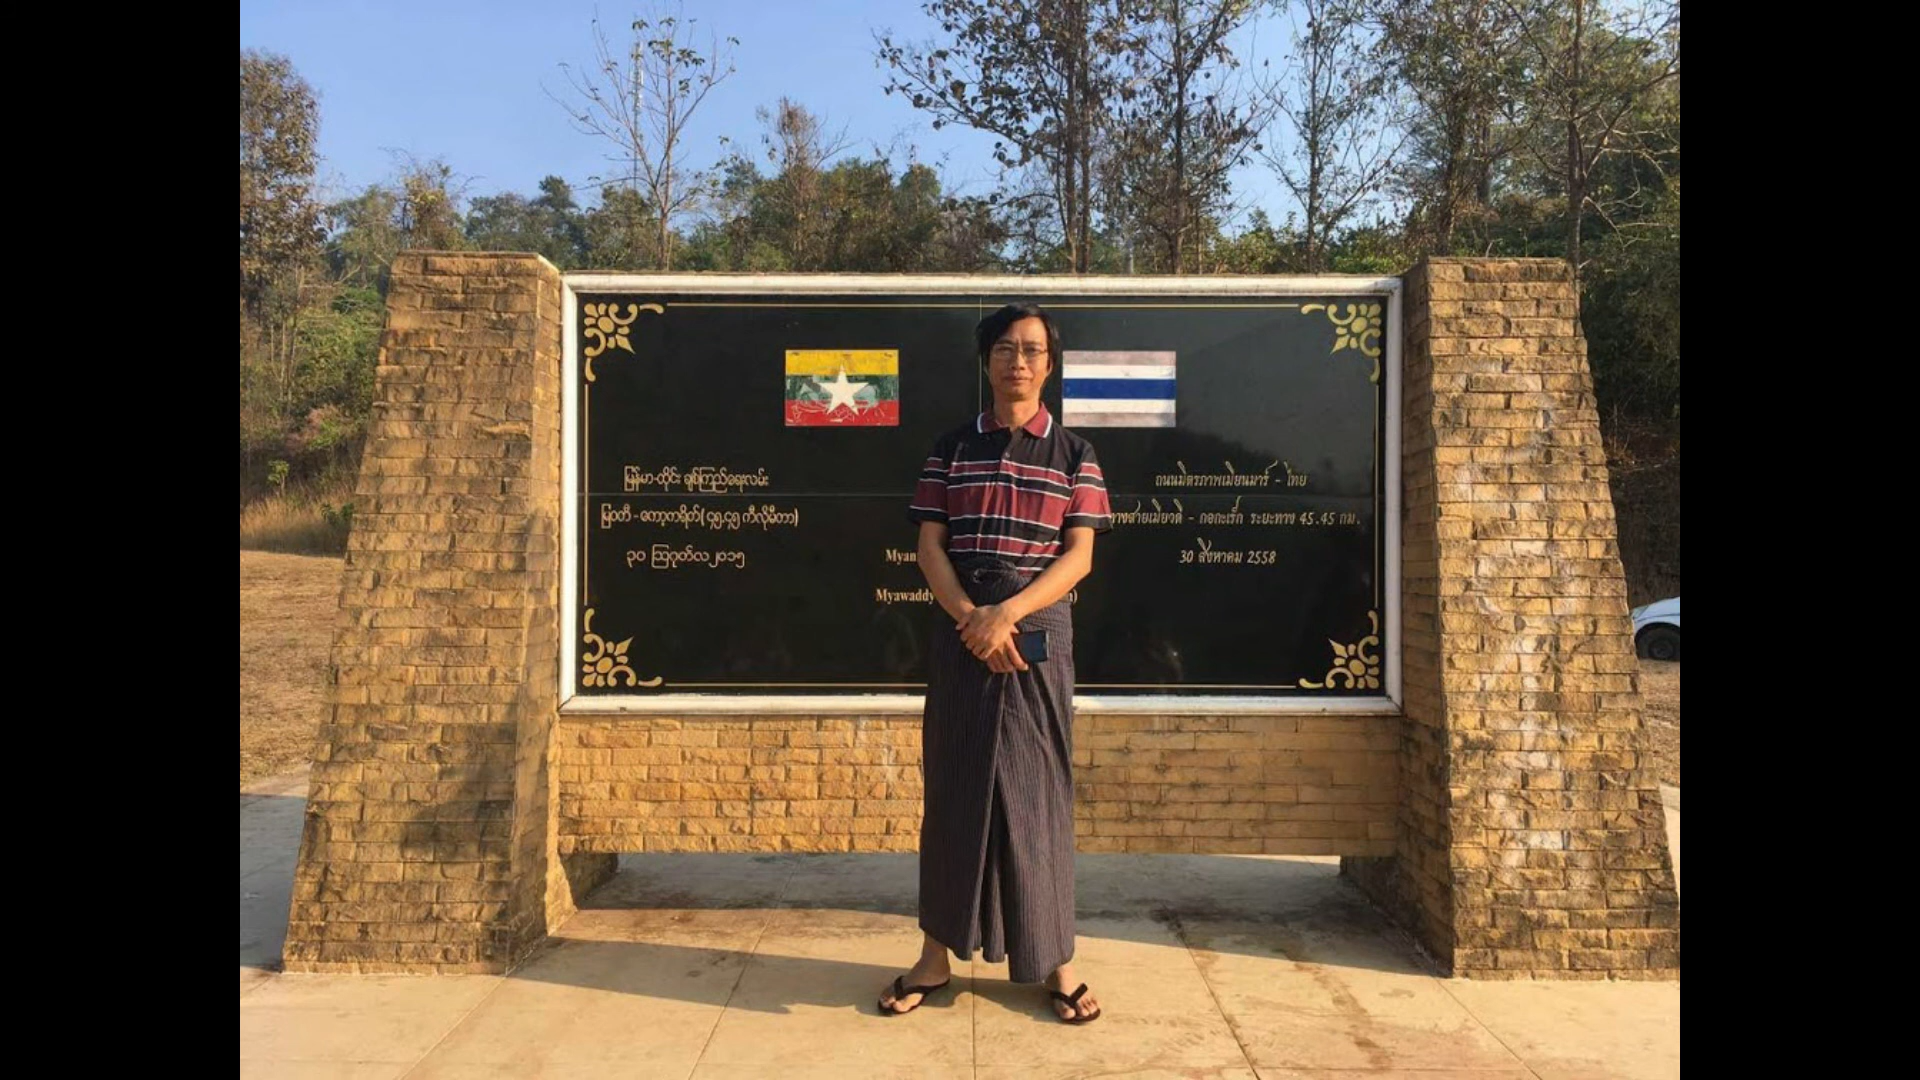 မြန်မာ-ထိုင်း ချစ်ကြည်ရေးလမ်း
မြဝတီ - ကော့ကရိတ် ( ၄၅.၄၅ ကီလိုမီတာ)
၃၀ ဩဂုတ်လ ၂၀၁၅
Myan
Myawaddy
ถนนมิตรภาพเมียนมาร์ - ไทย
ทางสายเมียวดี - กอกะเร็ก ระยะทาง 45.45 กม.
30 สิงหาคม 2558